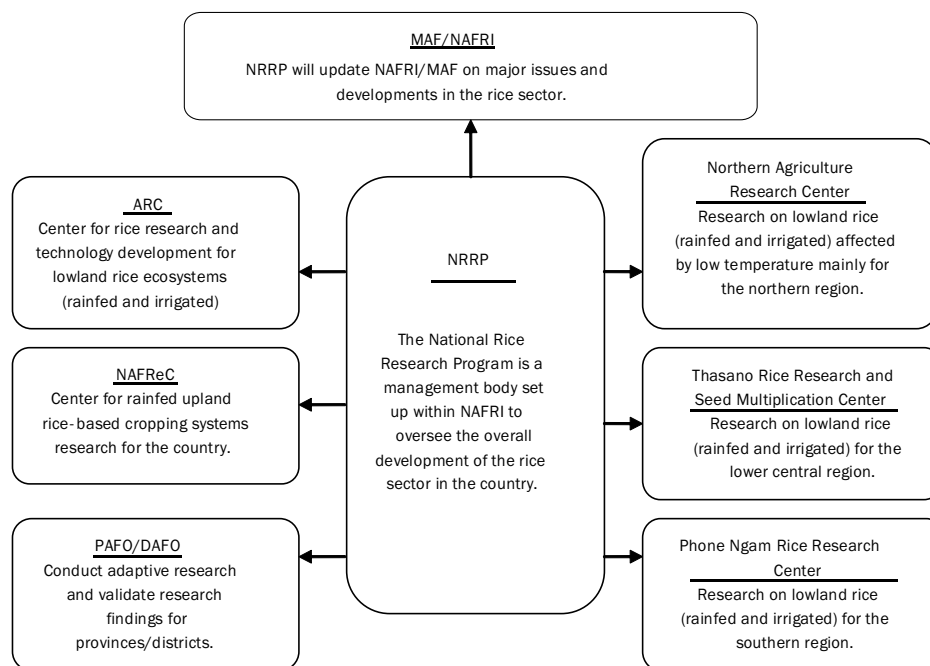 MAF/NAFRI
NRRP will update NAFRI/MAF on major issues and
developments in the rice sector.
ARC
Center for rice research and
technology development for
lowland rice ecosystems
(rainfed and irrigated)
NAFReC
Center for rainfed upland
rice-based cropping systems
research for the country.
PAFO/DAFO
Conduct adaptive research
and validate research
findings for
provinces/districts.
NRRP
The National Rice
Research Program is a
management body set
up within NAFRI to
oversee the overall
development of the rice
sector in the country.
Northern Agriculture
Research Center
Research on lowland rice
(rainfed and irrigated) affected
by low temperature mainly for
the northern region.
Thasano Rice Research and
Seed Multiplication Center
Research on lowland rice
(rainfed and irrigated) for the
lower central region.
Phone Ngam Rice Research
Center
Research on lowland rice
(rainfed and irrigated) for the
southern region.